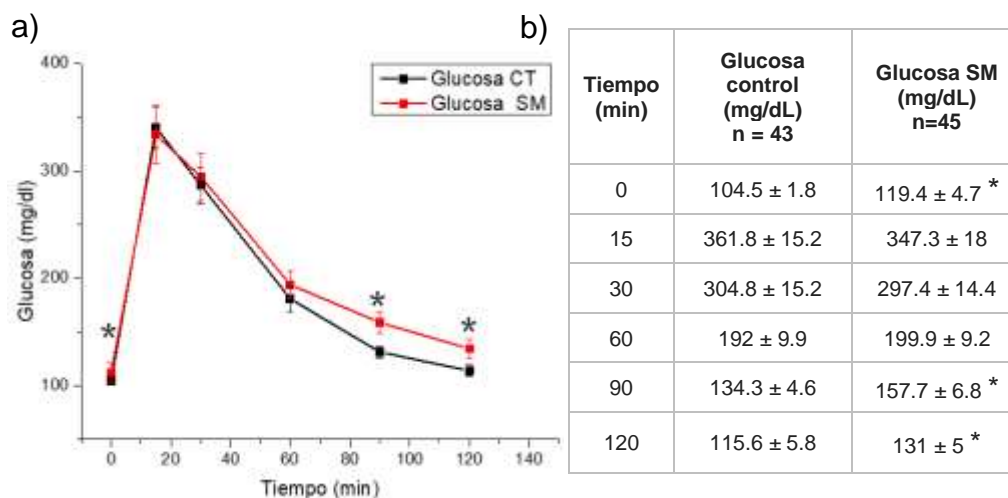 a)
400
300
200
100
Glucosa (mg/dl)
Glucosa CT
Glucosa SM
*
*
*
0 20 40 60 80 100 120 140
Tiempo (min)
b)
Tiempo
(min)
Glucosa
control
(mg/dL)
n = 43
Glucosa SM
(mg/dL)
n=45
0 104.5 ± 1.8 119.4 ± 4.7 *
15 361.8 ± 15.2 347.3 ± 18
30 304.8 ± 15.2 297.4 ± 14.4
60 192 ± 9.9 199.9 ± 9.2
90 134.3 ± 4.6 157.7 ± 6.8 *
120 115.6 ± 5.8 131 ± 5 *